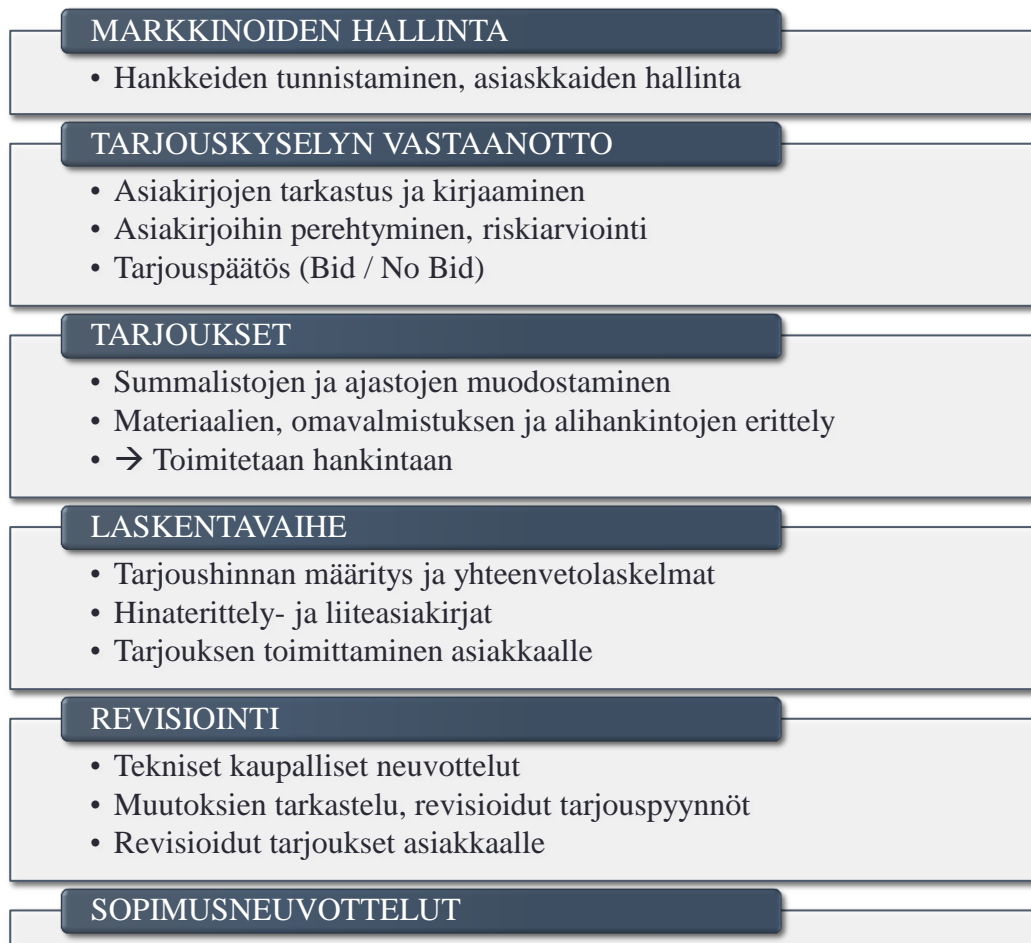 MARKKINOIDEN HALLINTA
• Hankkeiden tunnistaminen, asiaskkaiden hallinta
TARJOUSKYSELYN VASTAANOTTO
• Asiakirjojen tarkastus ja kirjaaminen
• Asiakirjoihin perehtyminen, riskiarviointi
• Tarjouspäätös (Bid / No Bid)
TARJOUKSET
• Summalistojen ja ajastojen muodostaminen
• Materiaalien, omavalmistuksen ja alihankintojen erittely
• → Toimitetaan hankintaan
LASKENTAVAIHE
• Tarjoushinnan määritys ja yhteenvetolaskelmat
• Hinaterittely- ja liiteasiakirjat
• Tarjouksen toimittaminen asiakkaalle
REVISIOINTI
• Tekniset kaupalliset neuvottelut
• Muutoksien tarkastelu, revisioidut tarjouspyynnöt
• Revisioidut tarjoukset asiakkaalle
SOPIMUSNEUVOTTELUT